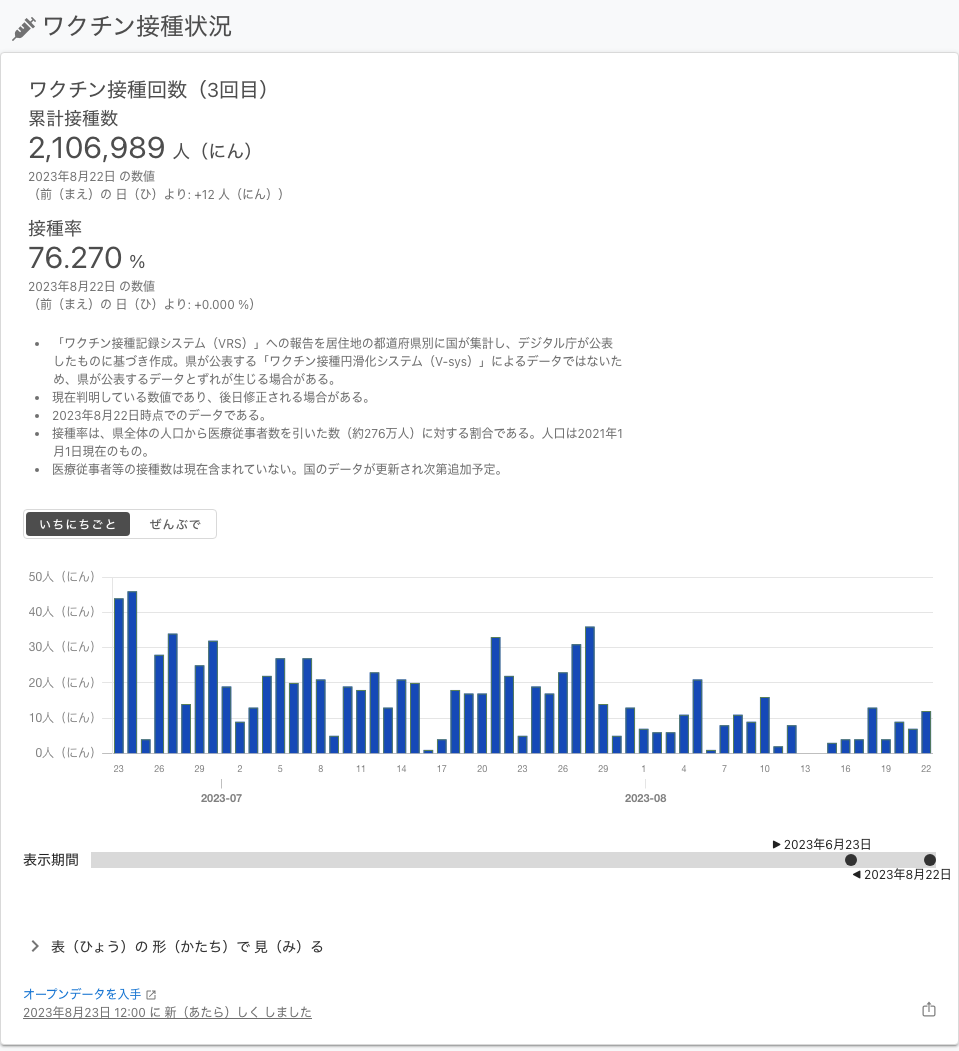 ワクチン接種状況
ワクチン接種回数（3回目）
累計接種数
2,106,989 人（にん）
2023年8月22日 の数値
（前（まえ）の 日（ひ）より: +12 人（にん））
接種率
76.270 %
2023年8月22日 の数値
（前（まえ）の 日（ひ）より: +0.000 %）
• 「ワクチン接種記録システム（VRS）」への報告を居住地の都道府県別に国が集計し、デジタル庁が公表
したものに基づき作成。県が公表する「ワクチン接種円滑化システム（V-sys）」によるデータではないた
め、県が公表するデータとずれが生じる場合がある。
• 現在判明している数値であり、後日修正される場合がある。
• 2023年8月22日時点でのデータである。
• 接種率は、県全体の人口から医療従事者数を引いた数（約276万人）に対する割合である。人口は2021年1
月1日現在のもの。
• 医療従事者等の接種数は現在含まれていない。国のデータが更新され次第追加予定。
いちにちごと ぜんぶで
50人（にん）
40人（にん）
30人（にん）
20人（にん）
10人（にん）
0人（にん）
23 26 29 2 5 8 11 14 17 20 23 26 29 1 4 7 10 13 16 19 22
2023-07 2023-08
▶ 2023年6月23日
表示期間
◀ 2023年8月22日
表（ひょう）の 形（かたち）で 見（み）る
オープンデータを入手
2023年8月23日 12:00 に 新（あたら）しく しました